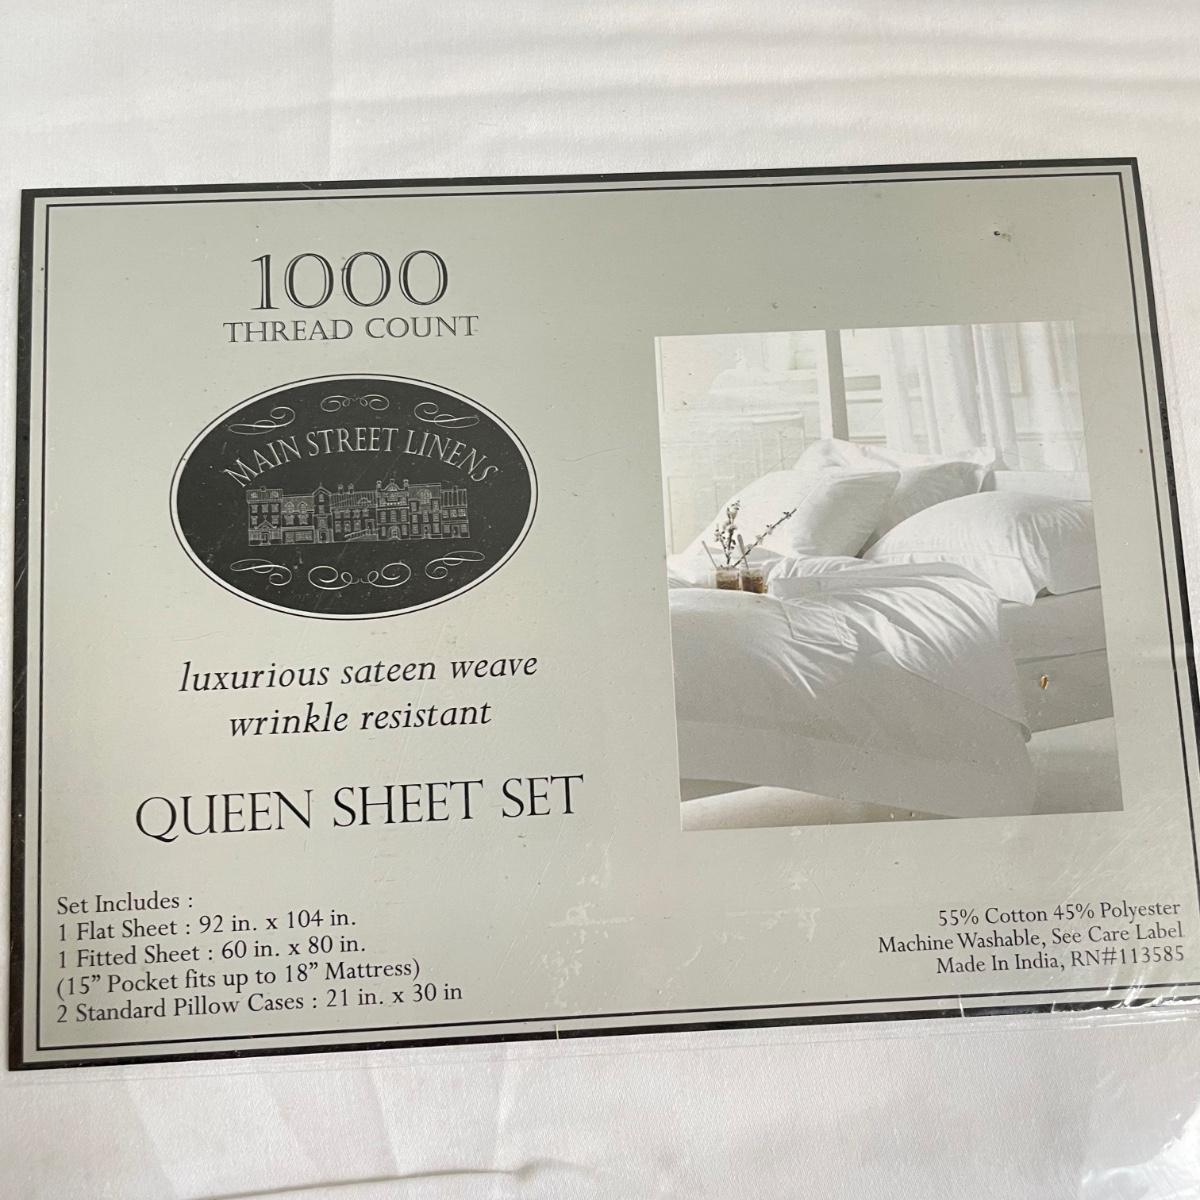 1000
THREAD COUNT
MAIN STREET LINENS
luxurious sateen weave
wrinkle resistant
QUEEN SHEET SET
Set Includes :
1 Flat Sheet : 92 in. x 104 in.
1 Fitted Sheet : 60 in. x 80 in.
(15” Pocket fits up to 18” Mattress)
2 Standard Pillow Cases : 21 in. x 30 in
55% Cotton 45% Polyester
Machine Washable, See Care Label
Made In India, RN#113585